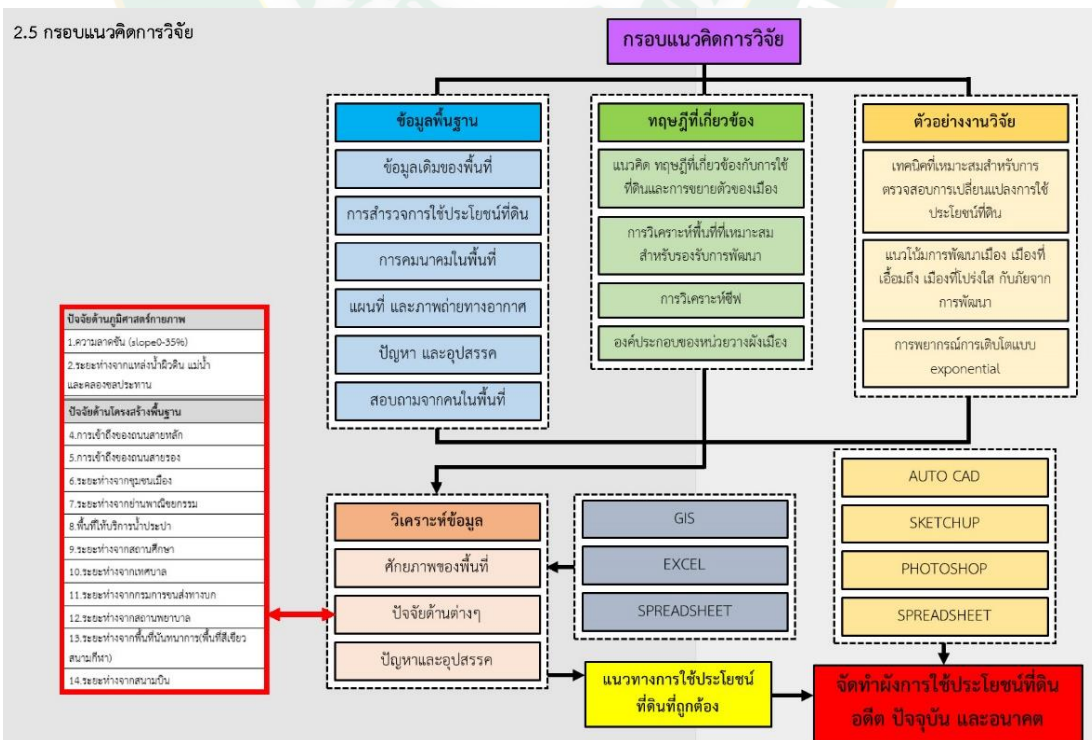 2.5 กรอบแนวคิดการวิจัย
กรอบแนวคิดการวิจัย
ข้อมูลพื้นฐาน
ข้อมูลเดิมของพื้นที่
การสำรวจการใช้ประโยชน์ที่ดิน
การคมนาคมในพื้นที่
แผนที่ และภาพถ่ายทางอากาศ
ปัญหา และอุปสรรค
สอบถามจากคนในพื้นที่
ทฤษฎีที่เกี่ยวข้อง
แนวคิด ทฤษฎีที่เกี่ยวข้องกับการใช้
ที่ดินและการขยายตัวของเมือง
การวิเคราะห์พื้นที่ที่เหมาะสม
สำหรับรองรับการพัฒนา
การวิเคราะห์ซีฟ
องค์ประกอบของหน่วยวางผังเมือง
ตัวอย่างงานวิจัย
เทคนิคที่เหมาะสมสำหรับการ
ตรวจสอบการเปลี่ยนแปลงการใช้
ประโยชน์ที่ดิน
แนวโน้มการพัฒนาเมือง เมืองที่
เอื้อมถึง เมืองที่โปร่งใส กับภัยจาก
การพัฒนา
การพยากรณ์การเติบโตแบบ
exponential
ปัจจัยด้านภูมิศาสตร์กายภาพ
1.ความลาดชัน (slope0-35%)
2.ระยะห่างจากแหล่งน้ำผิวดิน แม่น้ำ
และคลองชลประทาน
ปัจจัยด้านโครงสร้างพื้นฐาน
4.การเข้าถึงของถนนสายหลัก
5.การเข้าถึงของถนนสายรอง
6.ระยะห่างจากชุมชนเมือง
7.ระยะห่างจากย่านพาณิชยกรรม
8.พื้นที่ให้บริการน้ำประปา
9.ระยะห่างจากสถานศึกษา
10.ระยะห่างจากเทศบาล
11.ระยะห่างจากกรมการขนส่งทางบก
12.ระยะห่างจากสถานพยาบาล
13.ระยะห่างจากพื้นที่นันทนาการ(พื้นที่สีเขียว
สนามกีฬา)
14.ระยะห่างจากสนามบิน
วิเคราะห์ข้อมูล
ศักยภาพของพื้นที่
ปัจจัยด้านต่างๆ
ปัญหาและอุปสรรค
GIS
EXCEL
SPREADSHEET
AUTO CAD
SKETCHUP
PHOTOSHOP
SPREADSHEET
แนวทางการใช้ประโยชน์
ที่ดินที่ถูกต้อง
จัดทำผังการใช้ประโยชน์ที่ดิน
อดีต ปัจจุบัน และอนาคต